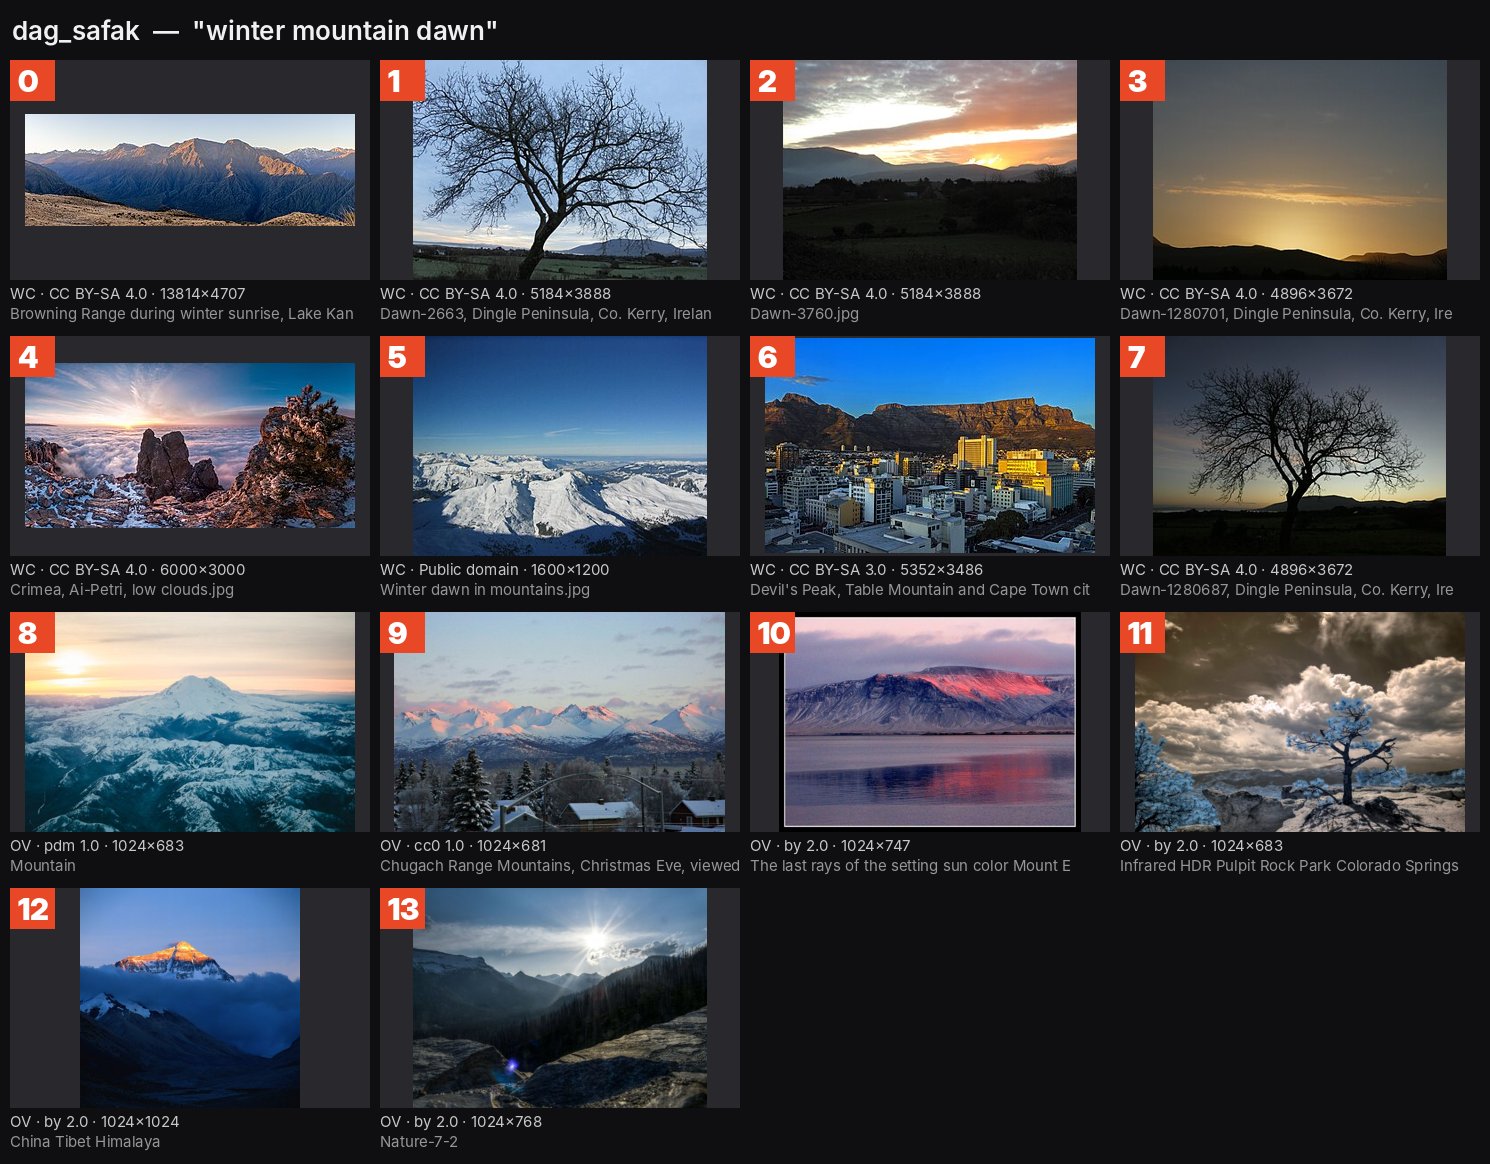 dag_safak — "winter mountain dawn"
0
WC · CC BY-SA 4.0 · 13814×4707
Browning Range during winter sunrise, Lake Kan
1
WC · CC BY-SA 4.0 · 5184×3888
Dawn-2663, Dingle Peninsula, Co. Kerry, Irelan
2
WC · CC BY-SA 4.0 · 5184×3888
Dawn-3760.jpg
3
WC · CC BY-SA 4.0 · 4896×3672
Dawn-1280701, Dingle Peninsula, Co. Kerry, Ire
4
WC · CC BY-SA 4.0 · 6000×3000
Crimea, Ai-Petri, low clouds.jpg
5
WC · Public domain · 1600×1200
Winter dawn in mountains.jpg
6
WC · CC BY-SA 3.0 · 5352×3486
Devil's Peak, Table Mountain and Cape Town cit
7
WC · CC BY-SA 4.0 · 4896×3672
Dawn-1280687, Dingle Peninsula, Co. Kerry, Ire
8
OV · pdm 1.0 · 1024×683
Mountain
9
OV · cc0 1.0 · 1024×681
Chugach Range Mountains, Christmas Eve, viewed
10
OV · by 2.0 · 1024×747
The last rays of the setting sun color Mount E
11
OV · by 2.0 · 1024×683
Infrared HDR Pulpit Rock Park Colorado Springs
12
OV · by 2.0 · 1024×1024
China Tibet Himalaya
13
OV · by 2.0 · 1024×768
Nature-7-2